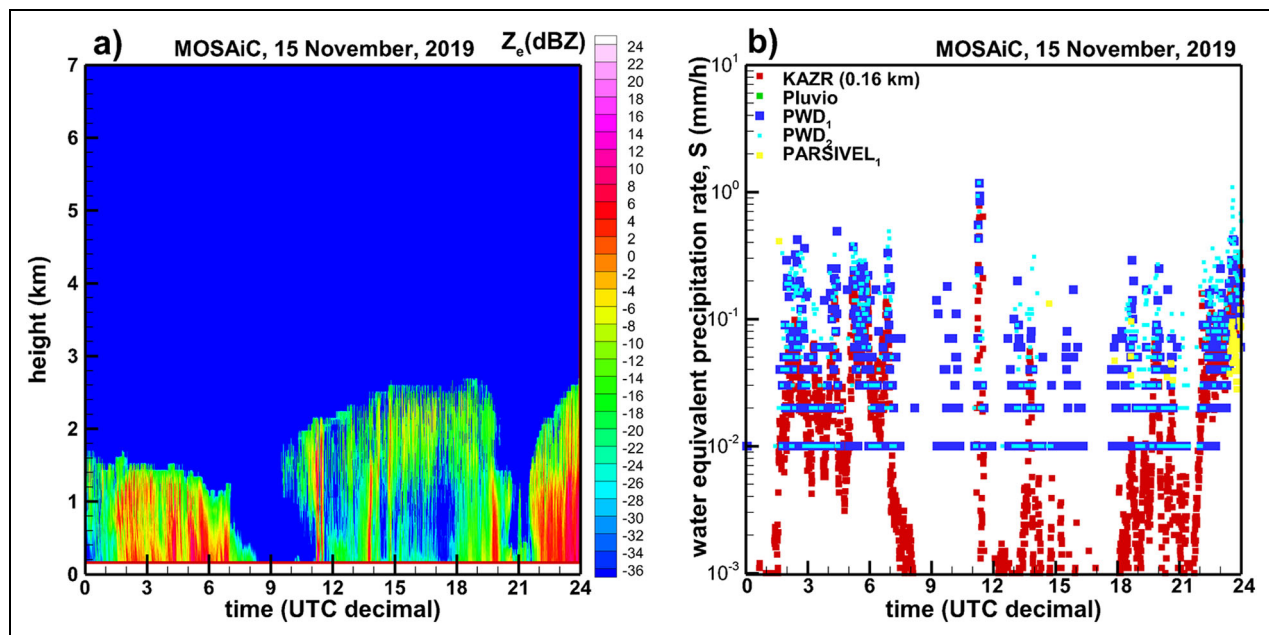 a)
MOSAiC, 15 November, 2019
Zₑ(dBZ)
7
6
5
4
3
2
1
0
height (km)
0 3 6 9 12 15 18 21 24
time (UTC decimal)
24
22
20
18
16
14
12
10
8
6
4
2
0
-2
-4
-6
-8
-10
-12
-14
-16
-18
-20
-22
-24
-26
-28
-30
-32
-34
-36
b)
MOSAiC, 15 November, 2019
water equivalent precipitation rate, S (mm/h)
10¹
10⁰
10⁻¹
10⁻²
10⁻³
KAZR (0.16 km)
Pluvio
PWD₁
PWD₂
PARSIVEL₁
0 3 6 9 12 15 18 21 24
time (UTC decimal)